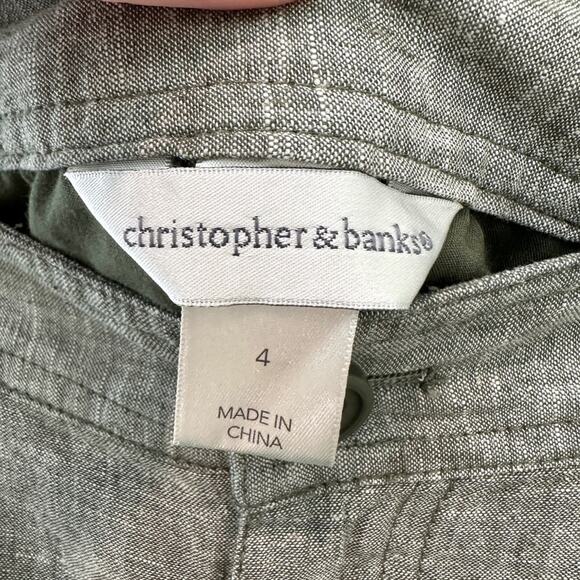 christopher & banks®
4
MADE IN
CHINA